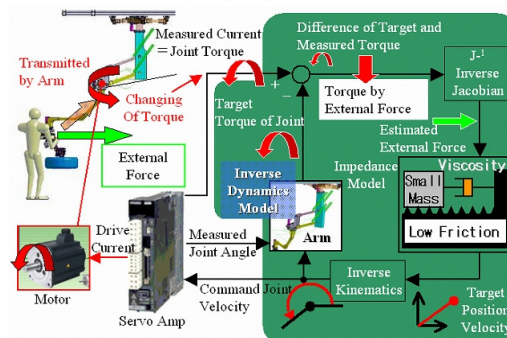 Transmitted
by Arm
Measured Current
= Joint Torque
Changing
Of Torque
External
Force
Target
Torque of Joint
+
−
Difference of Target
and Measured Torque
Torque by
External Force
J-1
Inverse
Jacobian
Estimated
External Force
Impedance
Model
Viscosity
Small
Mass
Low Friction
Inverse
Dynamics
Model
Arm
Drive
Current
Measured
Joint Angle
Command Joint
Velocity
Motor
Servo Amp
Inverse
Kinematics
Target
Position
Velocity